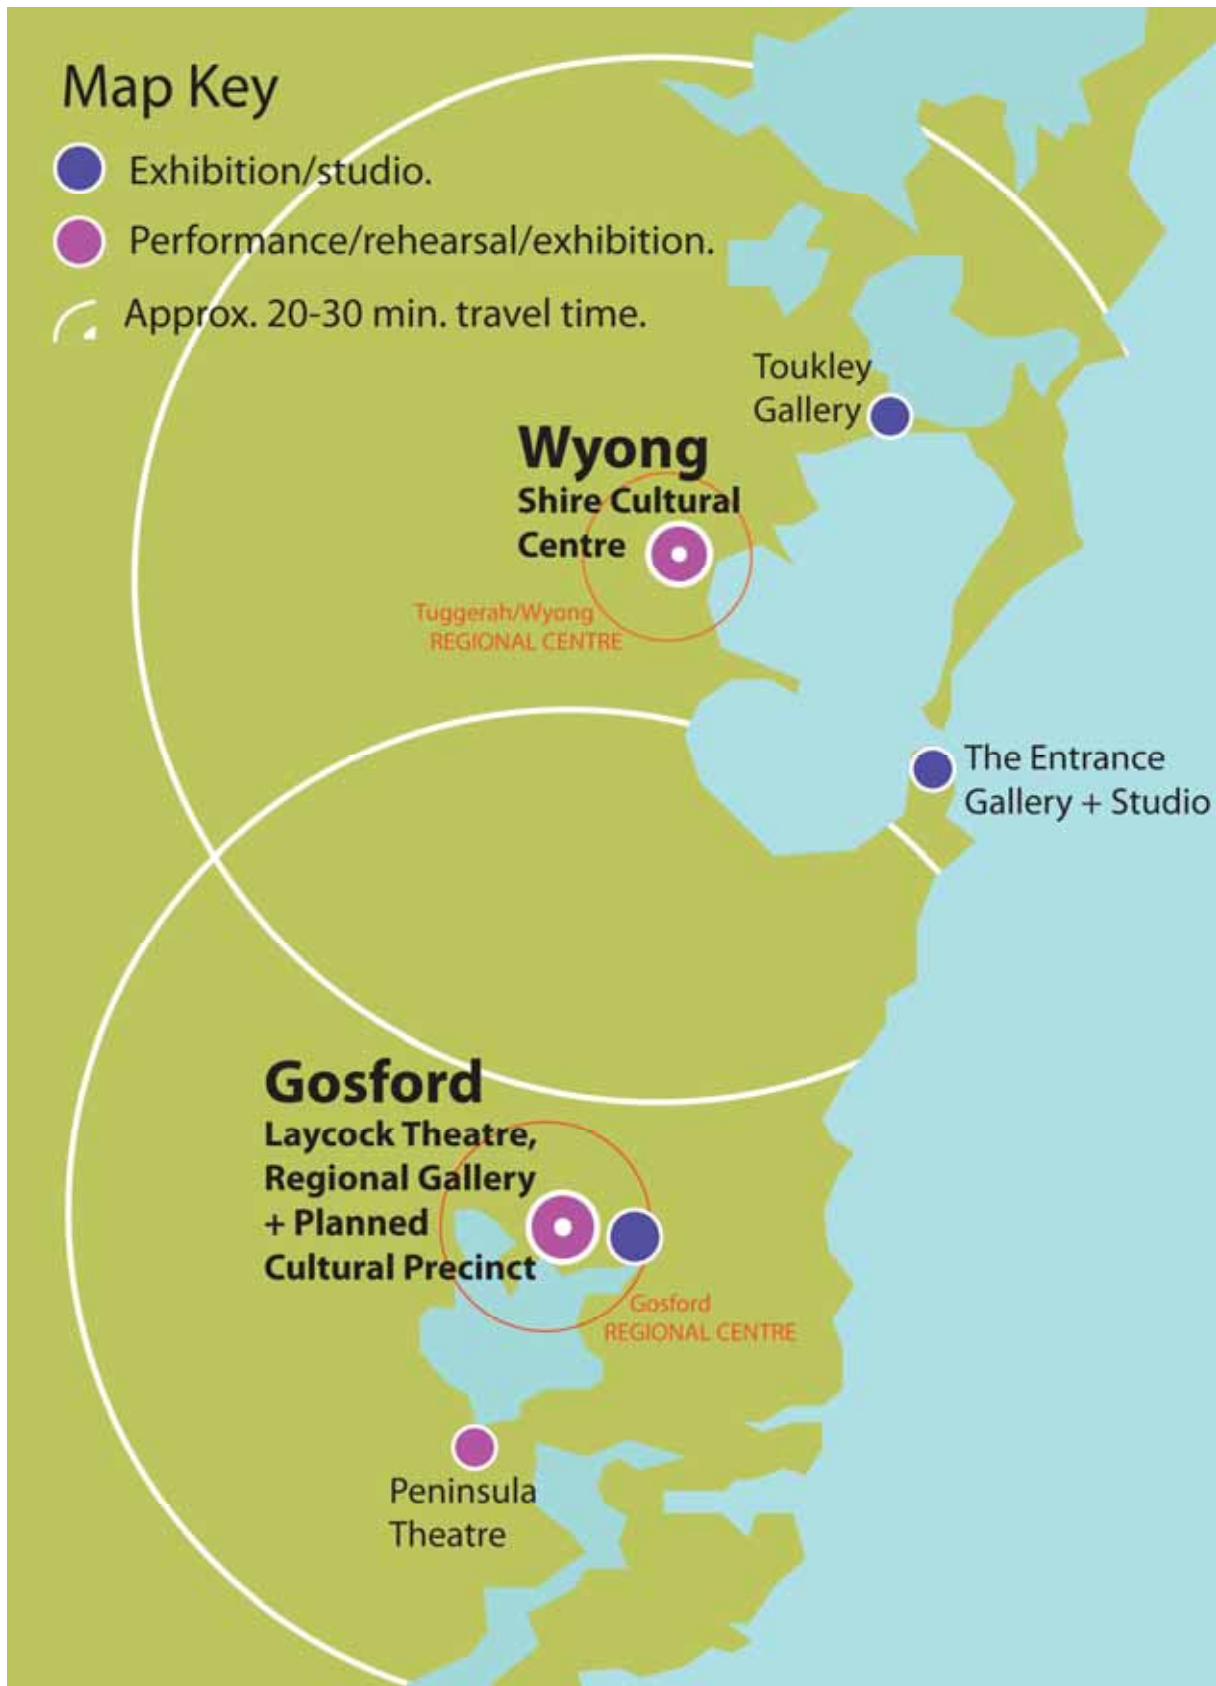 Map Key
Exhibition/studio.
Performance/rehearsal/exhibition.
Approx. 20-30 min. travel time.
Toukley
Gallery
Wyong
Shire Cultural
Centre
Tuggerah/Wyong
REGIONAL CENTRE
The Entrance
Gallery + Studio
Gosford
Laycock Theatre,
Regional Gallery
+ Planned
Cultural Precinct
Gosford
REGIONAL CENTRE
Peninsula
Theatre